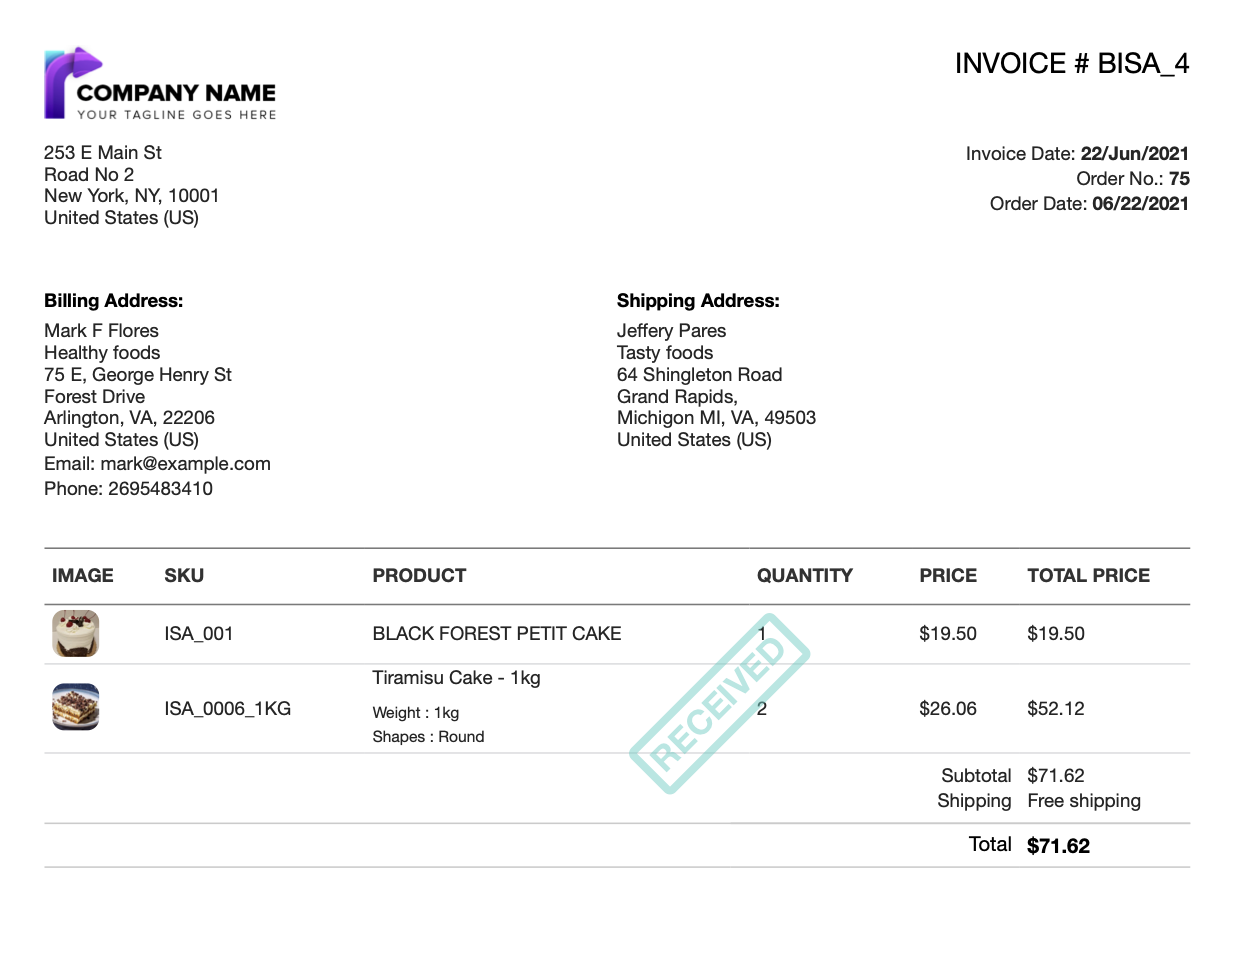 COMPANY NAME
YOUR TAGLINE GOES HERE
INVOICE # BISA_4
253 E Main St
Road No 2
New York, NY, 10001
United States (US)
Invoice Date: 22/Jun/2021
Order No.: 75
Order Date: 06/22/2021
Billing Address:
Mark F Flores
Healthy foods
75 E, George Henry St
Forest Drive
Arlington, VA, 22206
United States (US)
Email: mark@example.com
Phone: 2695483410
Shipping Address:
Jeffery Pares
Tasty foods
64 Shingleton Road
Grand Rapids,
Michigon MI, VA, 49503
United States (US)
IMAGE SKU PRODUCT QUANTITY PRICE TOTAL PRICE
ISA_001 BLACK FOREST PETIT CAKE 1 $19.50 $19.50
Tiramisu Cake - 1kg
ISA_0006_1KG 2 $26.06 $52.12
Weight : 1kg
Shapes : Round
RECEIVED
Subtotal $71.62
Shipping Free shipping
Total $71.62